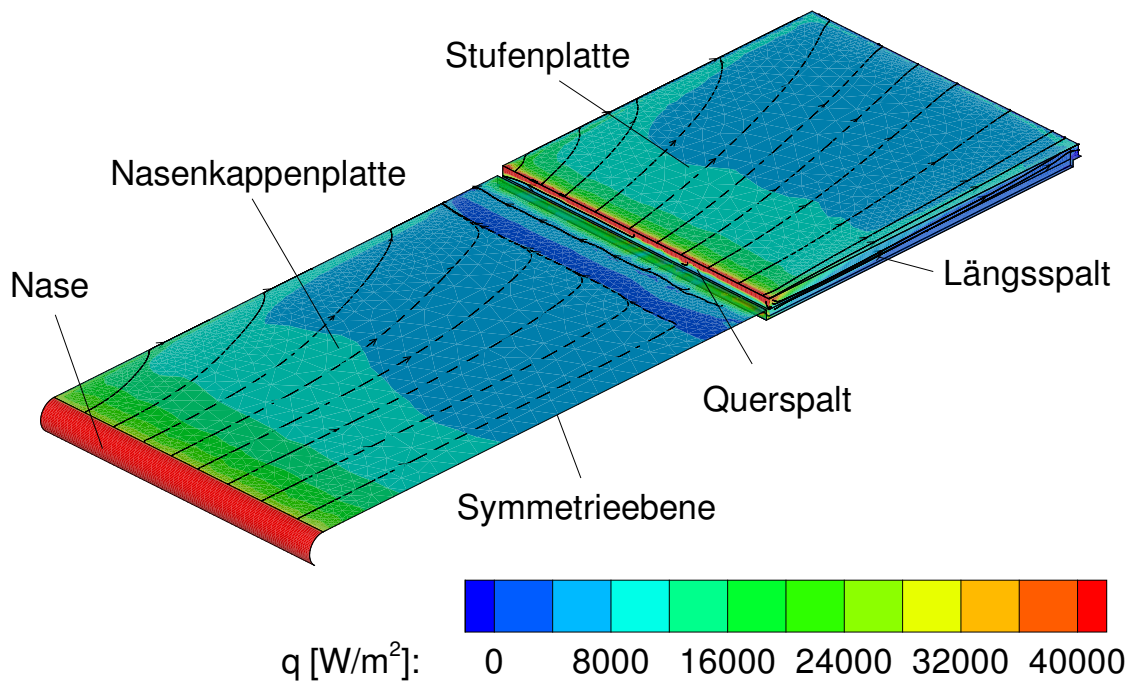 Stufenplatte
Nasenkappenplatte
Nase
Längsspalt
Querspalt
Symmetrieebene
q [W/m²]: 0 8000 16000 24000 32000 40000